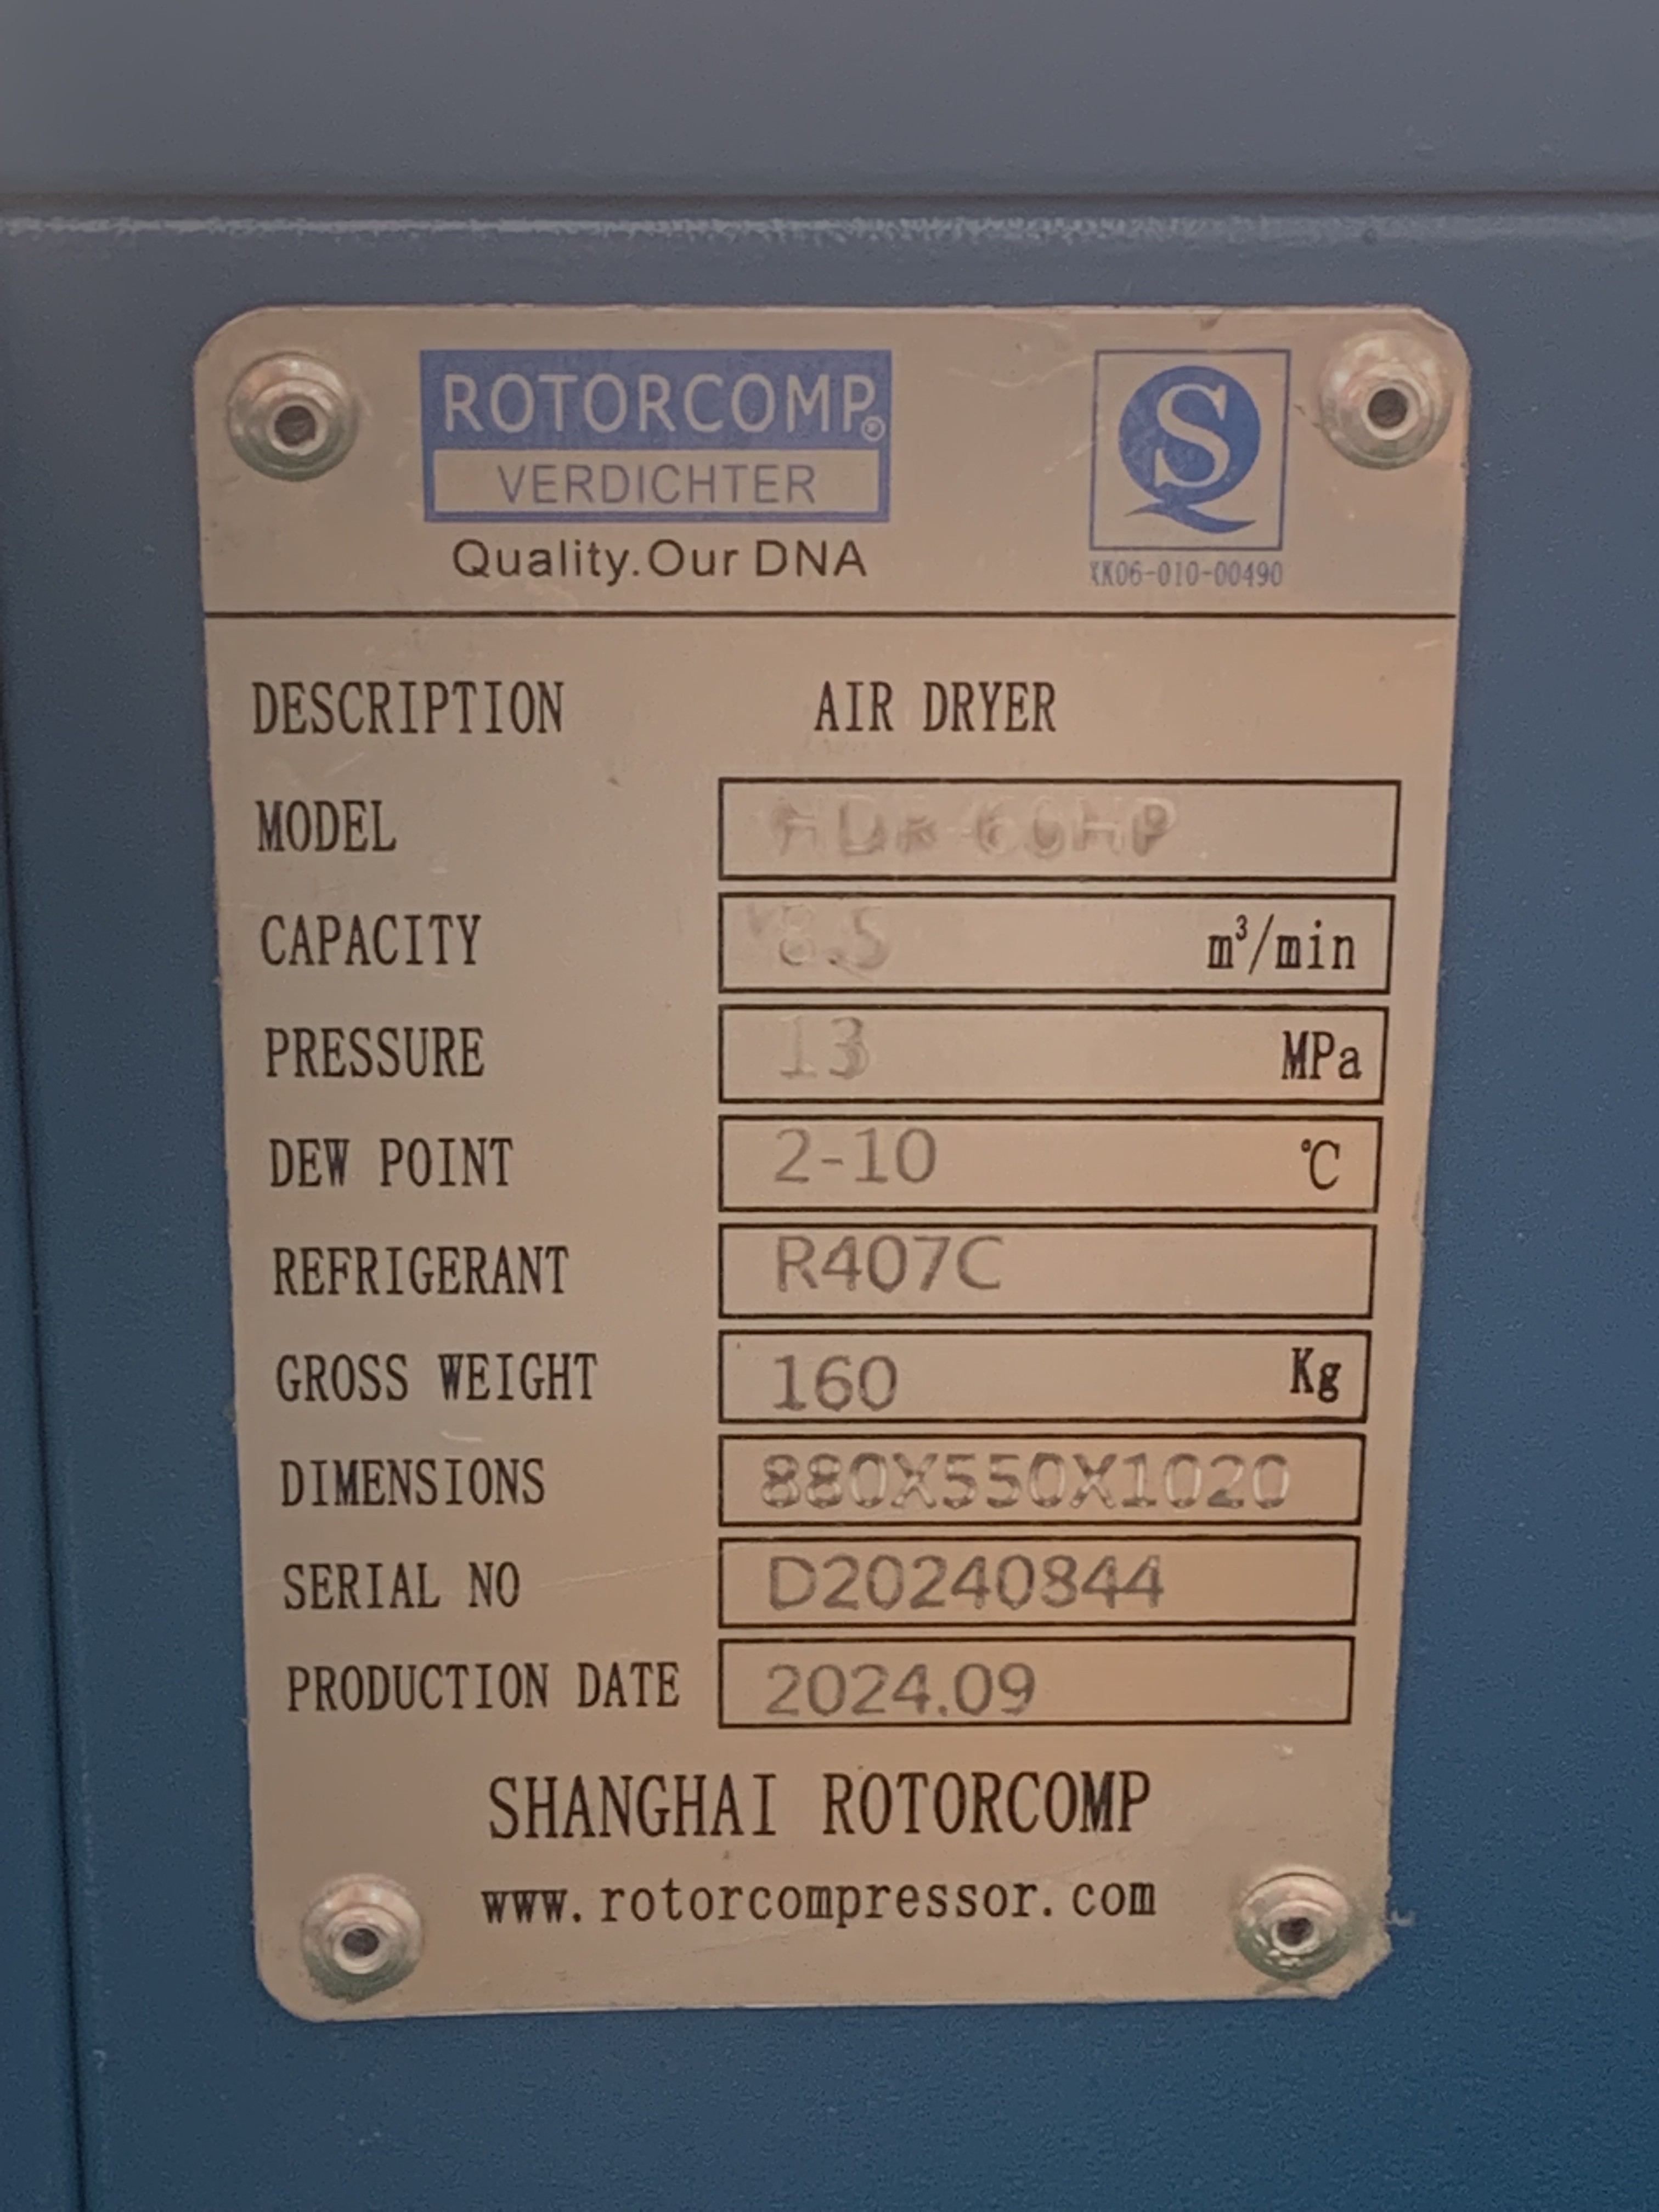 ROTORCOMP®
VERDICHTER
Quality.Our DNA
QS
XK06-010-00490
DESCRIPTION AIR DRYER
MODEL
CAPACITY 8.5 m³/min
PRESSURE 13 MPa
DEW POINT 2-10 ℃
REFRIGERANT R407C
GROSS WEIGHT 160 Kg
DIMENSIONS 880X550X1020
SERIAL NO D20240844
PRODUCTION DATE 2024.09
SHANGHAI ROTORCOMP
www.rotorcompressor.com